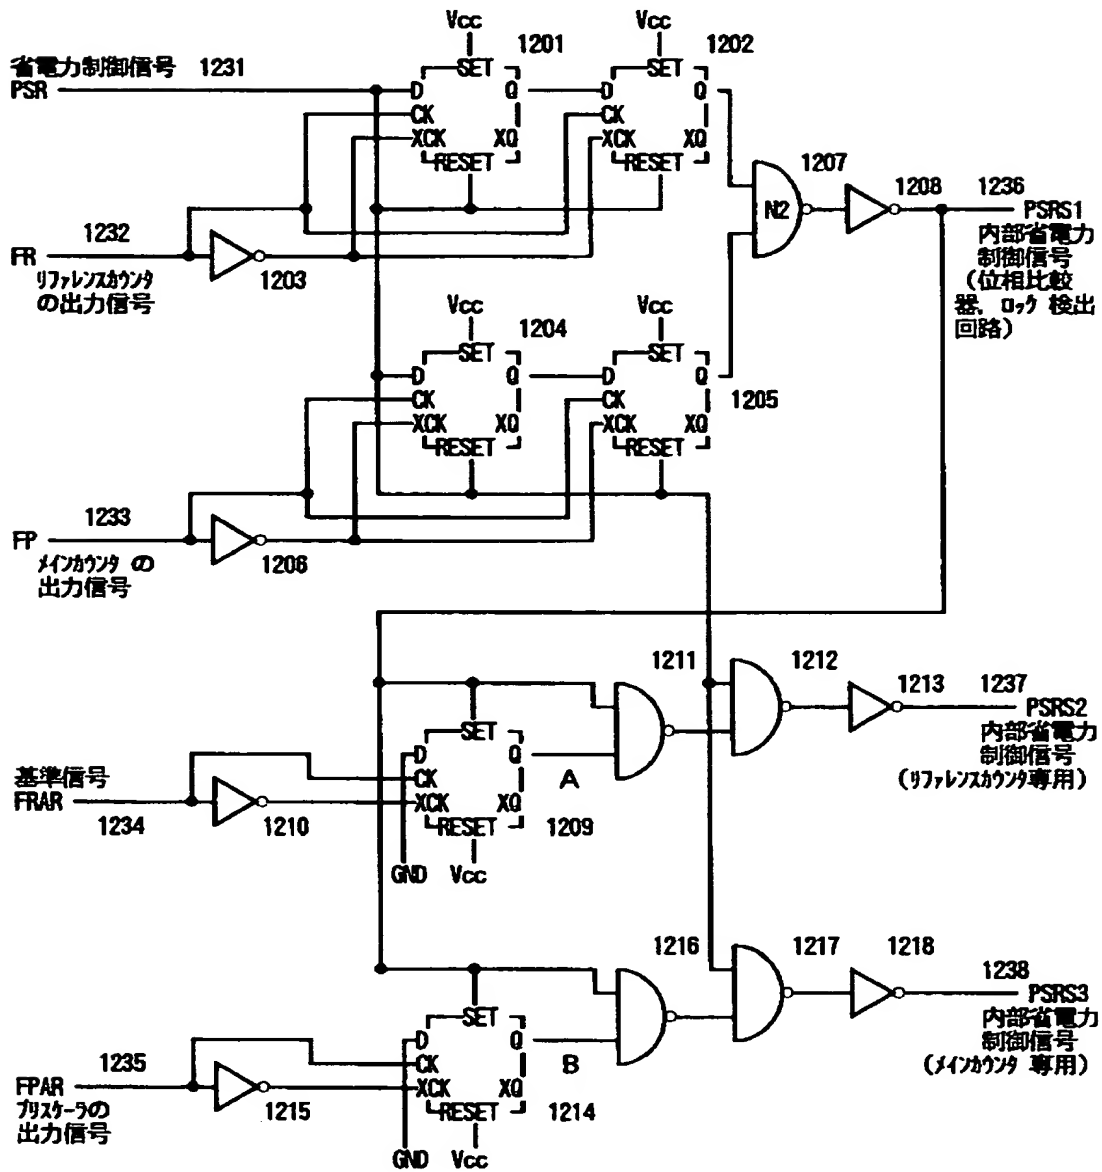 Vcc
Vcc
1201
1202
省電力制御信号 1231
PSR
SET
SET
D
Q
D
Q
CK
CK
XCK
XQ
XCK
XQ
RESET
RESET
1207
1208
1236
N2
PSRS1
内部省電力
制御信号
(位相比較
器, ロック 検出
回路)
1232
FR
リファレンスカウンタ
の出力信号
1203
Vcc
Vcc
1204
SET
SET
D
Q
D
Q
1205
CK
CK
XCK
XQ
XCK
XQ
RESET
RESET
1233
FP
メインカウンタ の
出力信号
1206
1211
1212
1213
1237
PSRS2
内部省電力
制御信号
(リファレンスカウンタ専用)
SET
D
Q
A
CK
XCK
XQ
RESET
基準信号
FRAR
1234
1210
1209
GND
Vcc
1216
1217
1218
1238
PSRS3
内部省電力
制御信号
(メインカウンタ 専用)
SET
D
Q
B
CK
XCK
XQ
RESET
1235
FPAR
プリスケーラの
出力信号
1215
1214
GND
Vcc